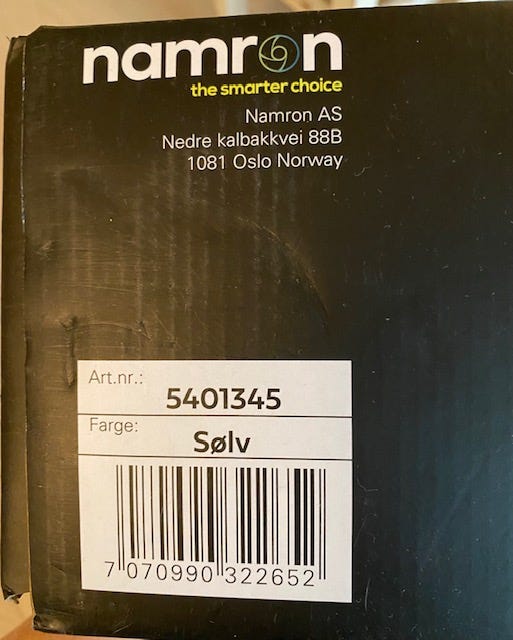 namron
the smarter choice
Namron AS
Nedre kalbakkvei 88B
1081 Oslo Norway
Art.nr.:
5401345
Farge:
Sølv
7 070990 322652